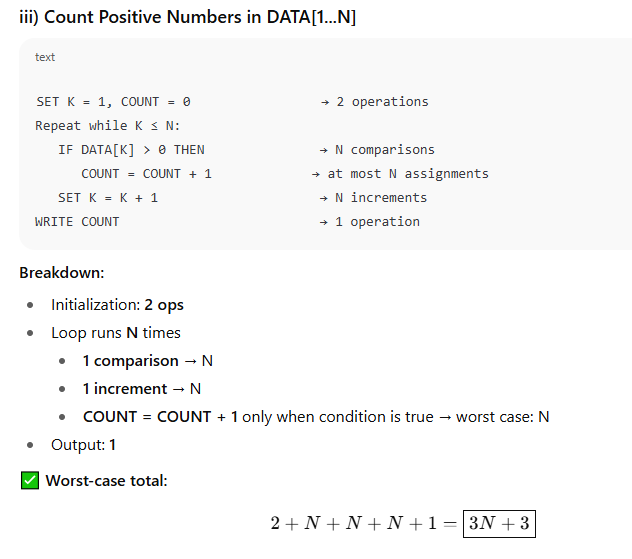 iii) Count Positive Numbers in DATA[1...N]
text
SET K = 1, COUNT = 0 → 2 operations
Repeat while K ≤ N:
IF DATA[K] > 0 THEN → N comparisons
COUNT = COUNT + 1 → at most N assignments
SET K = K + 1 → N increments
WRITE COUNT → 1 operation
Breakdown:
• Initialization: 2 ops
• Loop runs N times
• 1 comparison → N
• 1 increment → N
• COUNT = COUNT + 1 only when condition is true → worst case: N
• Output: 1
✅ Worst-case total:
2 + N + N + N + 1 = 3N + 3